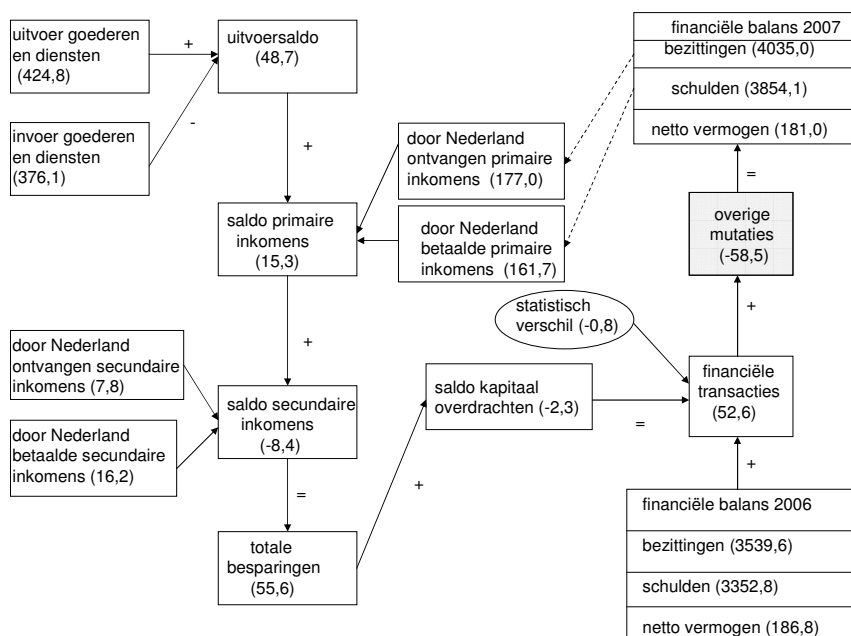 uitvoer goederen
en diensten
(424,8)
+
uitvoersaldo
(48,7)
financiële balans 2007
bezittingen (4035,0)
schulden (3854,1)
netto vermogen (181,0)
-
invoer goederen
en diensten
(376,1)
+
door Nederland
ontvangen primaire
inkomens (177,0)
=
saldo primaire
inkomens
(15,3)
door Nederland
betaalde primaire
inkomens (161,7)
overige
mutaties
(-58,5)
statistisch
verschil (-0,8)
+
+
door Nederland
ontvangen secundaire
inkomens (7,8)
saldo kapitaal
overdrachten (-2,3)
=
financiële
transacties
(52,6)
saldo secundaire
inkomens
(-8,4)
door Nederland
betaalde secundaire
inkomens (16,2)
+
+
=
totale
besparingen
(55,6)
financiële balans 2006
bezittingen (3539,6)
schulden (3352,8)
netto vermogen (186,8)